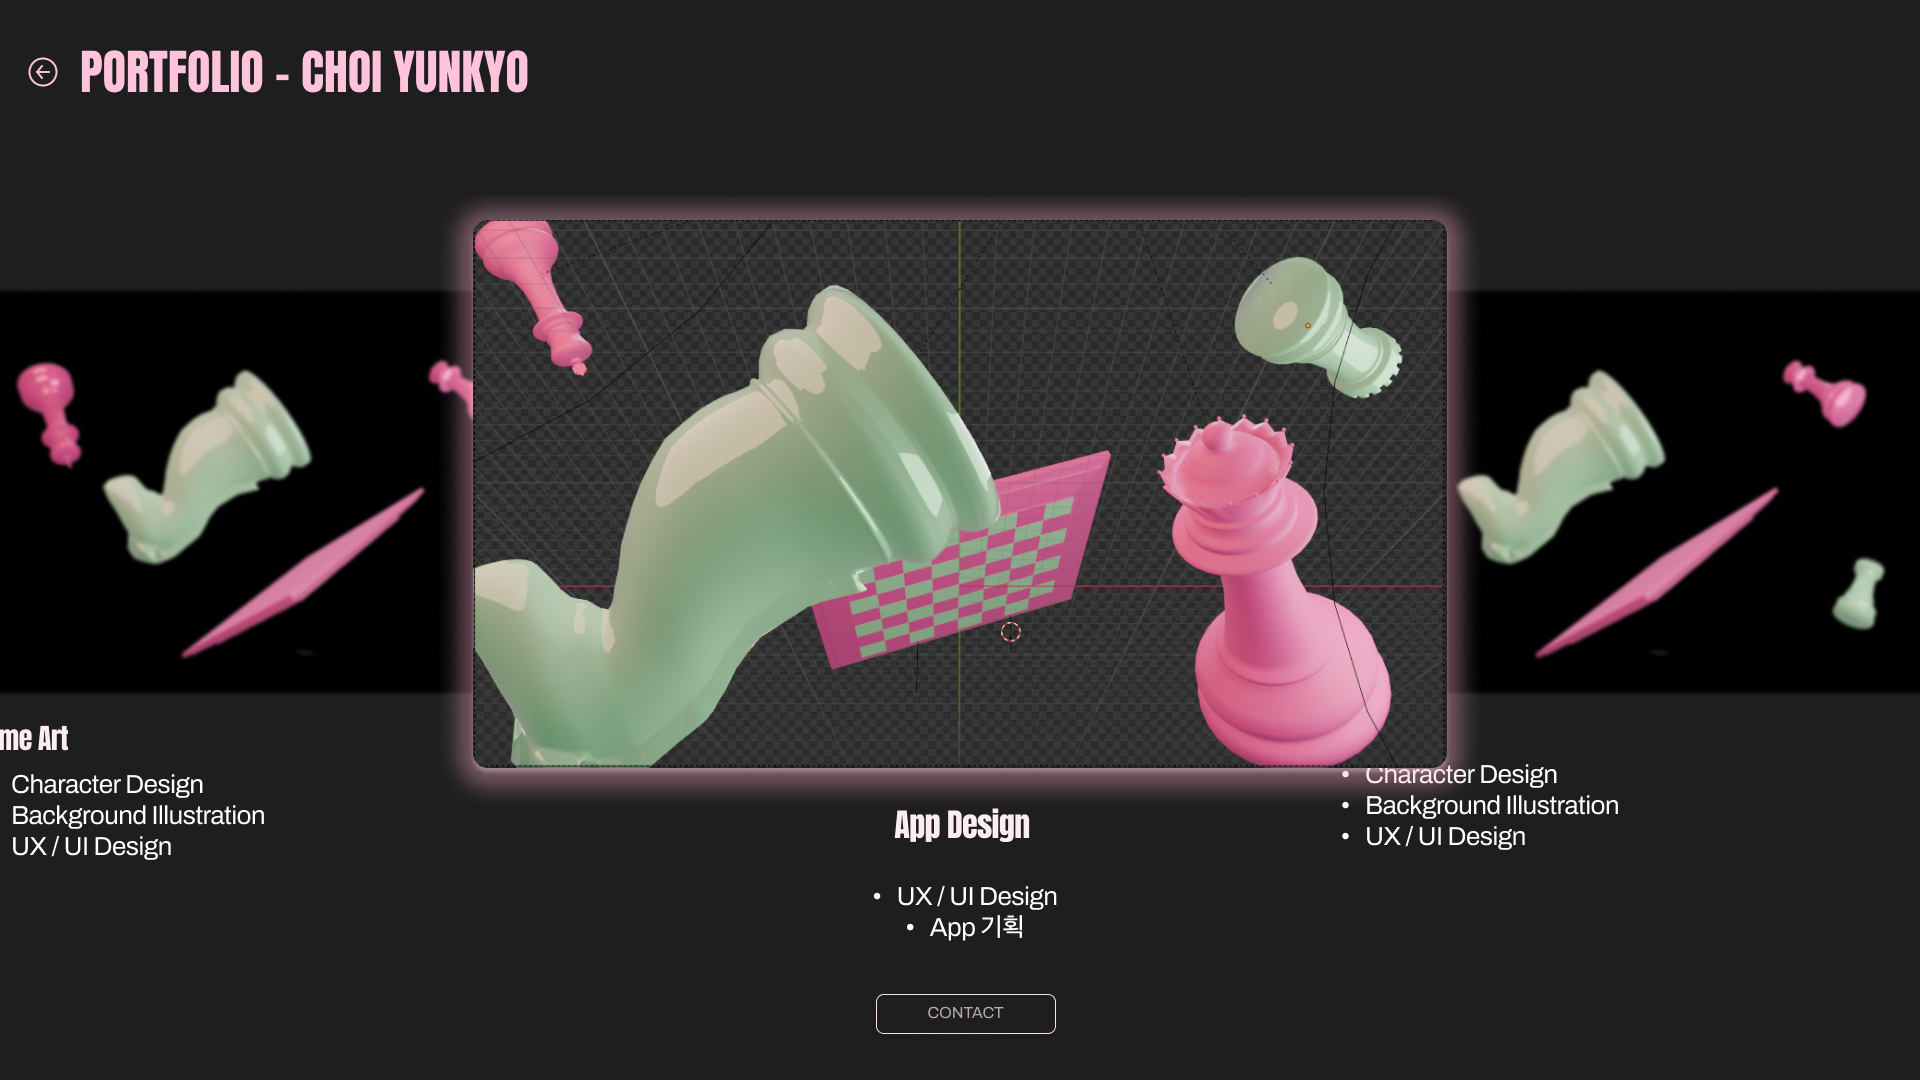 PORTFOLIO - CHOI YUNKYO
me Art
Character Design
Background Illustration
UX / UI Design
App Design
• UX / UI Design
• App 기획
• Character Design
• Background Illustration
• UX / UI Design
CONTACT